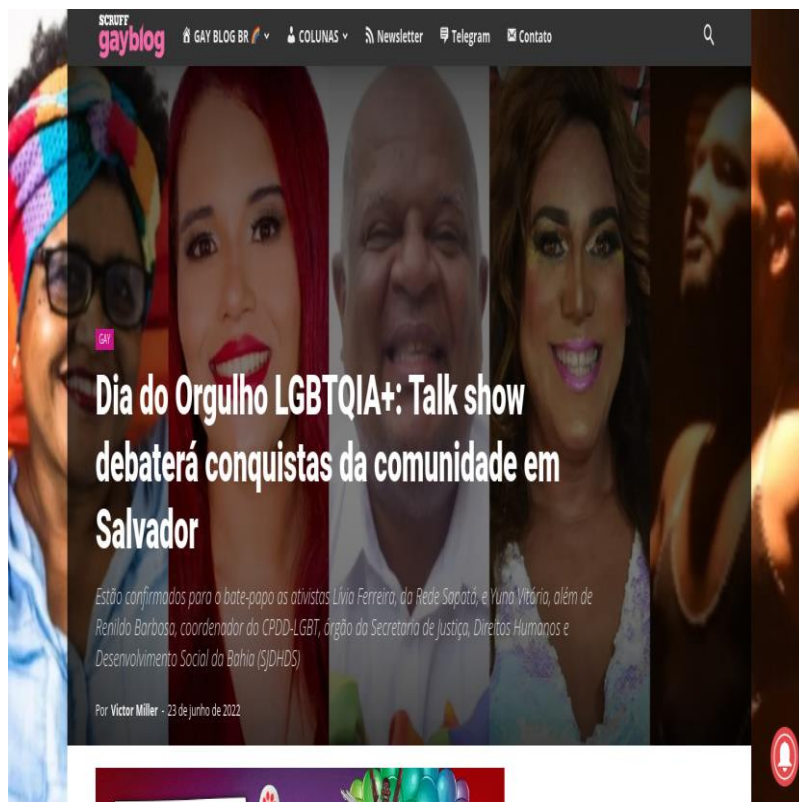 SCRUFF
gayblog
GAY BLOG BR
COLUNAS
Newsletter
Telegram
Contato
GAY
Dia do Orgulho LGBTQIA+: Talk show
debaterá conquistas da comunidade em
Salvador
Estão confirmados para o bate-papo as ativistas Lívia Ferreira, da Rede Sapatá, e Yuna Vitória, além de
Renildo Barbosa, coordenador do CPDD-LGBT, órgão da Secretaria de Justiça, Direitos Humanos e
Desenvolvimento Social da Bahia (SJDHDS)
Por Victor Miller - 23 de junho de 2022